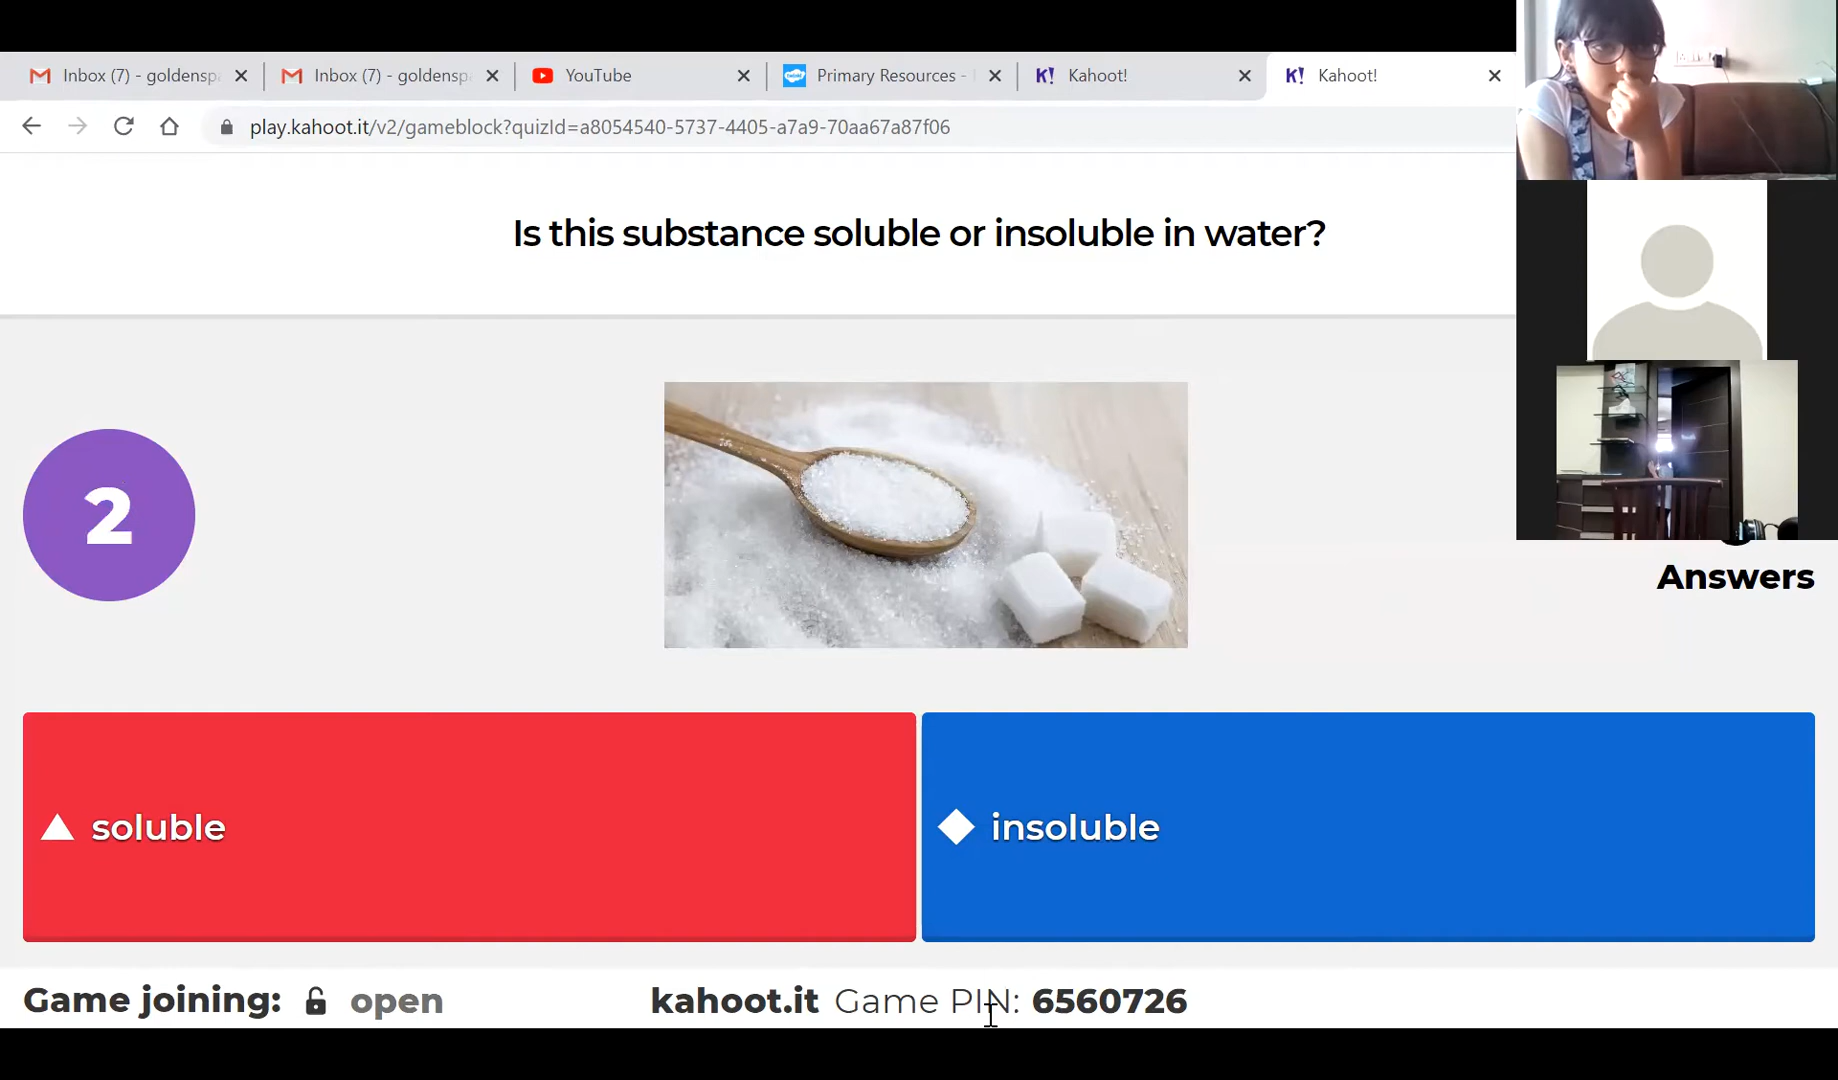 Inbox (7) - goldensp
Inbox (7) - goldensp
YouTube
Primary Resources -
K! Kahoot!
K! Kahoot!
play.kahoot.it/v2/gameblock?quizId=a8054540-5737-4405-a7a9-70aa67a87f06
Is this substance soluble or insoluble in water?
2
Answers
soluble
insoluble
Game joining: open
kahoot.it Game PIN: 6560726